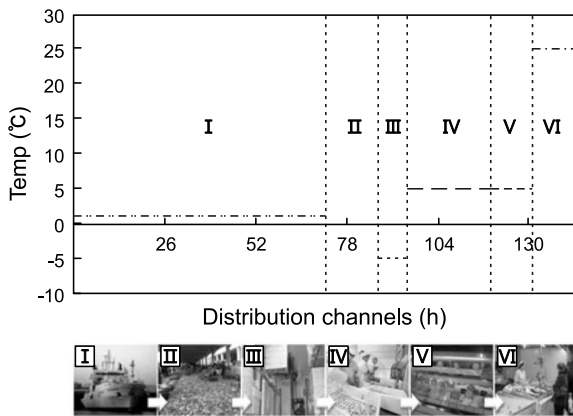 30
25
20
15
10
5
0
-5
-10
Temp (℃)
I II III IV V VI
26 52 78 104 130
Distribution channels (h)
I II III IV V VI